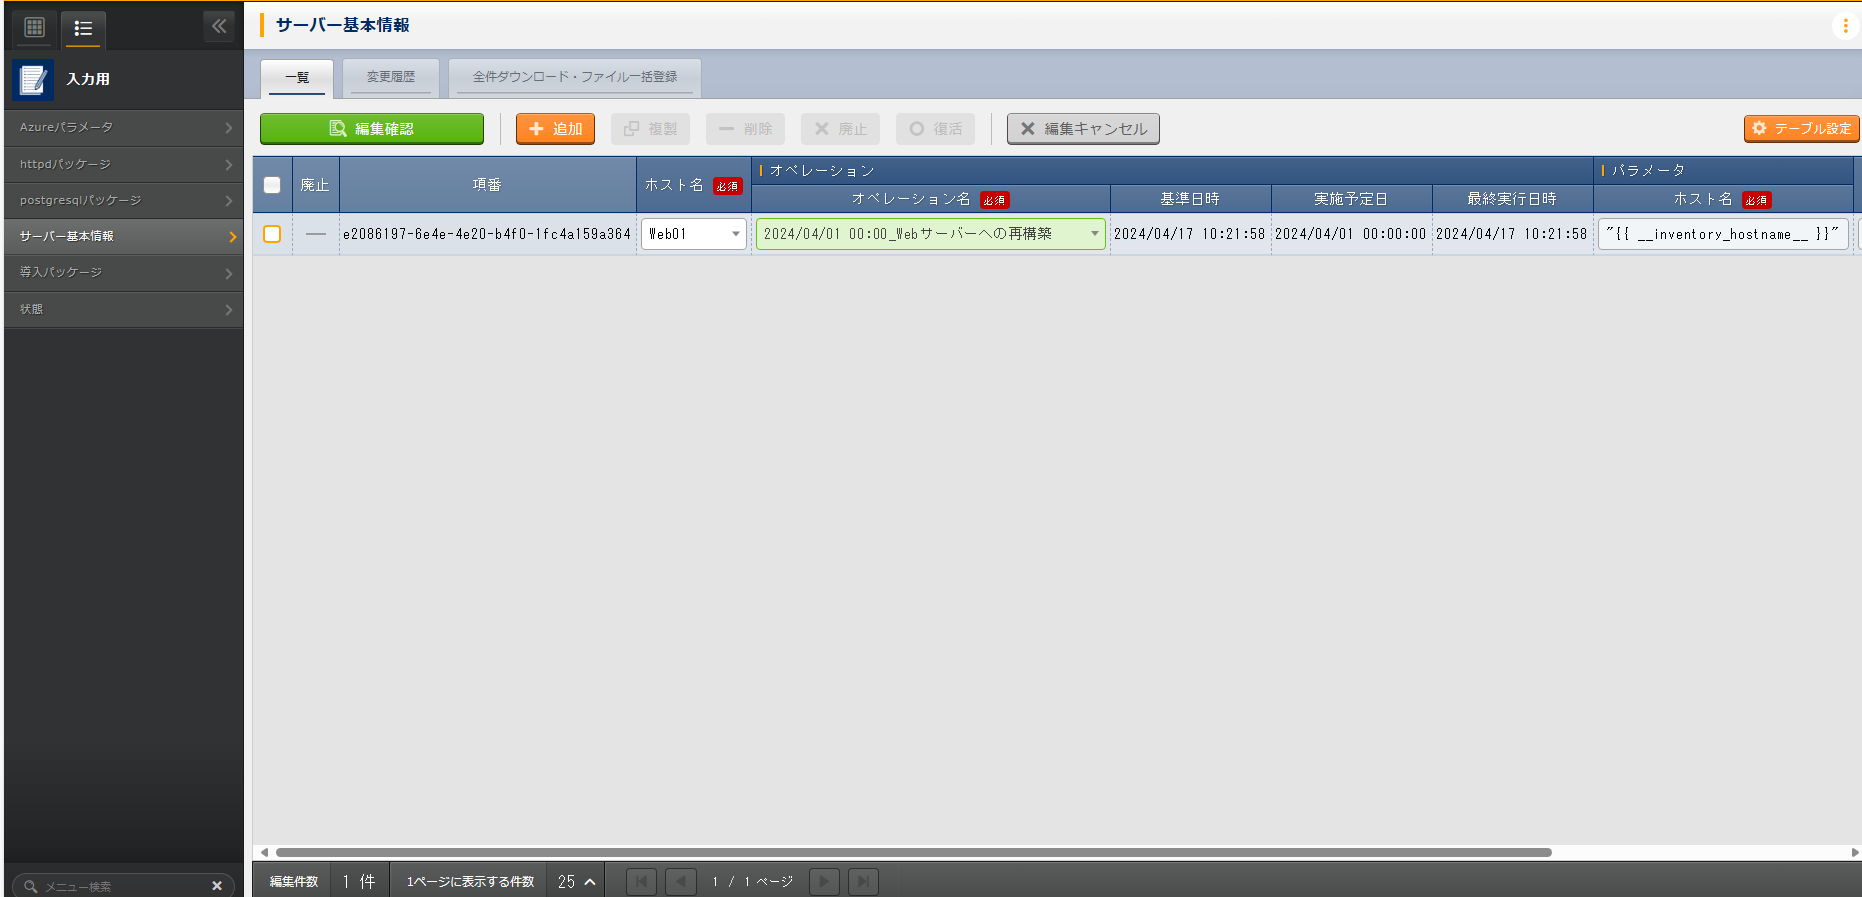 サーバー基本情報
入力用
Azureパラメータ
httpdパッケージ
postgresqlパッケージ
サーバー基本情報
導入パッケージ
状態
メニュー検索
一覧
変更履歴
全件ダウンロード・ファイル一括登録
編集確認
追加
複製
削除
廃止
復活
編集キャンセル
テーブル設定
廃止
項番
ホスト名 必須
オペレーション
オペレーション名 必須
基準日時
実施予定日
最終実行日時
パラメータ
ホスト名 必須
e2086197-6e4e-4e20-b4f0-1fc4a159a364
Web01
2024/04/01 00:00_Webサーバーへの再構築
2024/04/17 10:21:58
2024/04/01 00:00:00
2024/04/17 10:21:58
"{{ __inventory_hostname__ }}"
編集件数 1 件
1ページに表示する件数 25
1 / 1 ページ